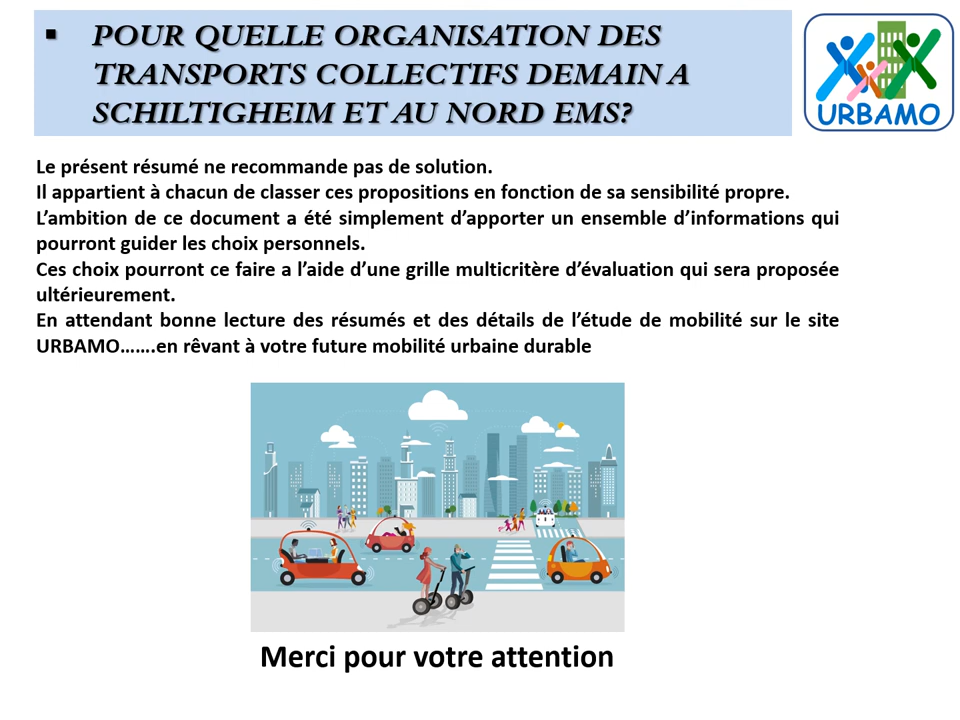 ▪ POUR QUELLE ORGANISATION DES
TRANSPORTS COLLECTIFS DEMAIN A
SCHILTIGHEIM ET AU NORD EMS?
URBAMO
Le présent résumé ne recommande pas de solution.
Il appartient à chacun de classer ces propositions en fonction de sa sensibilité propre.
L’ambition de ce document a été simplement d’apporter un ensemble d’informations qui
pourront guider les choix personnels.
Ces choix pourront ce faire a l’aide d’une grille multicritère d’évaluation qui sera proposée
ultérieurement.
En attendant bonne lecture des résumés et des détails de l’étude de mobilité sur le site
URBAMO…….en rêvant à votre future mobilité urbaine durable
Merci pour votre attention